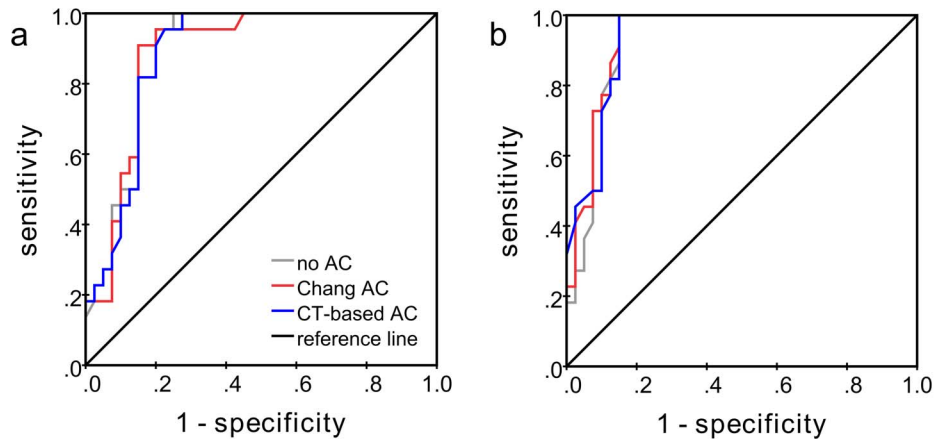 a
sensitivity
1.0
.8
.6
.4
.2
.0
.0 .2 .4 .6 .8 1.0
1 - specificity
no AC
Chang AC
CT-based AC
reference line
b
sensitivity
1.0
.8
.6
.4
.2
.0
.0 .2 .4 .6 .8 1.0
1 - specificity